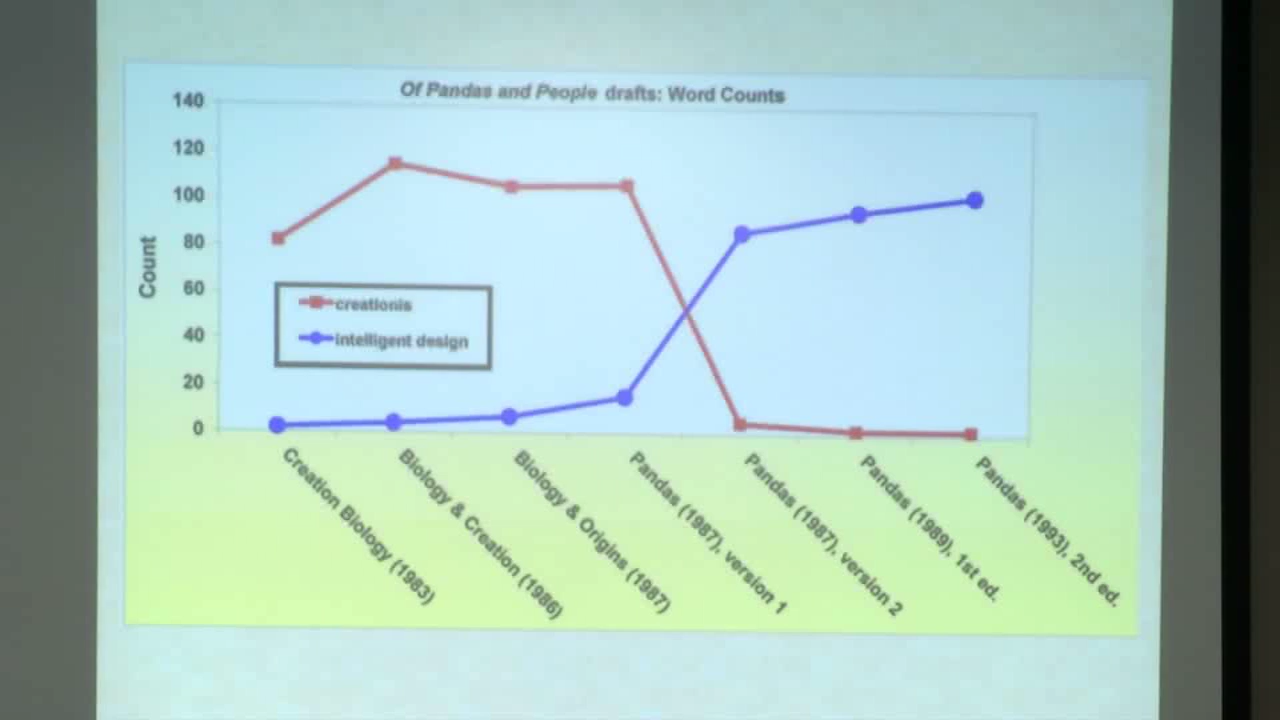 Of Pandas and People drafts: Word Counts
140
120
100
80
60
40
20
0
Count
creationis
intelligent design
Creation Biology (1983)
Biology & Creation (1986)
Biology & Origins (1987)
Pandas (1987), version 1
Pandas (1987), version 2
Pandas (1989), 1st ed.
Pandas (1993), 2nd ed.